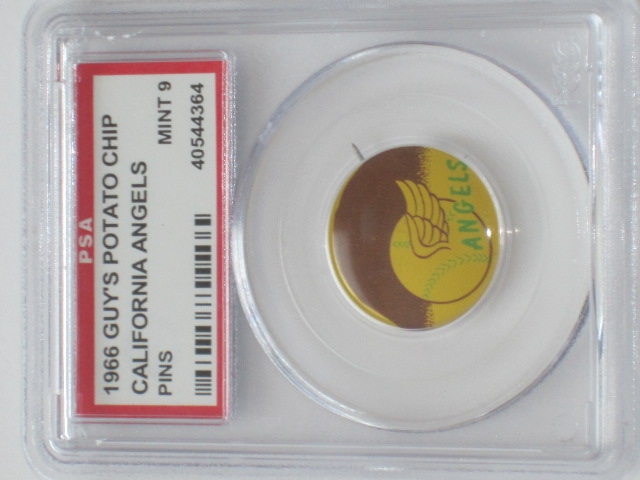 PSA
1966 GUY'S POTATO CHIP
CALIFORNIA ANGELS
PINS MINT 9
40544364
ANGELS